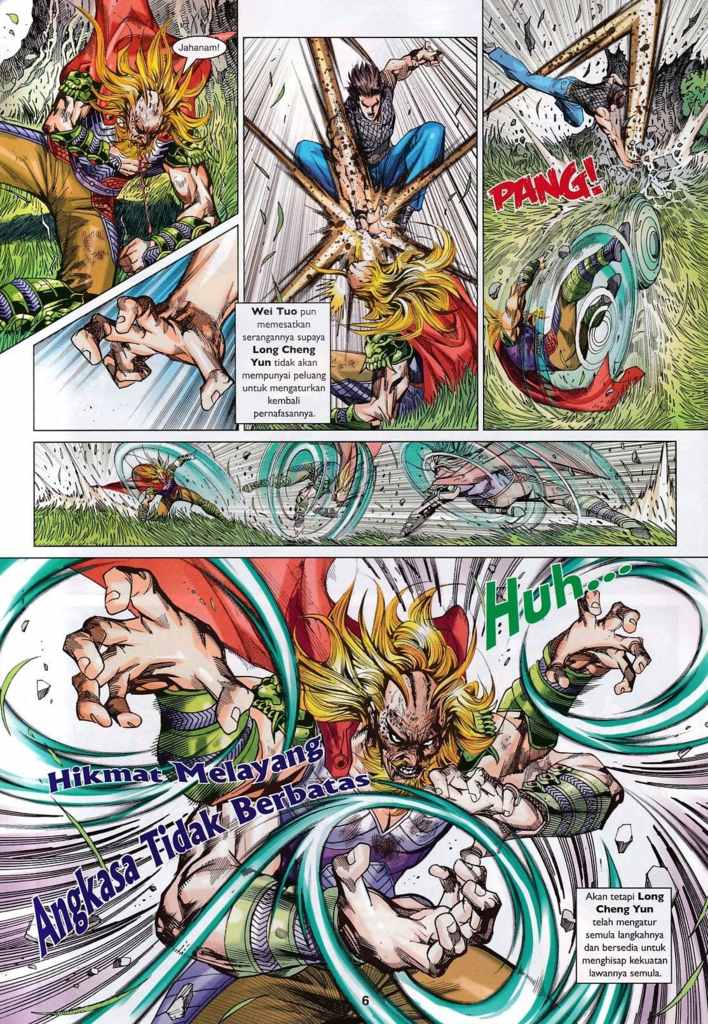 Jahanam!
Wei Tuo pun
memesatkan
serangannya supaya
Long Cheng
Yun tidak akan
mempunyai peluang
untuk mengaturkan
kembali
pernafasannya.
PANG!
Huh...
Hikmat Melayang
Angkasa Tidak Berbatas
Akan tetapi Long
Cheng Yun
telah mengatur
semula langkahnya
dan bersedia untuk
menghisap kekuatan
lawannya semula.
6